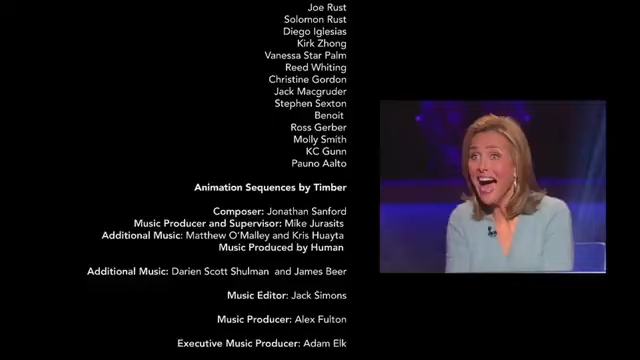 Joe Rust
Solomon Rust
Diego Iglesias
Kirk Zhong
Vanessa Star Palm
Reed Whiting
Christine Gordon
Jack Macgruder
Stephen Sexton
Benoit
Ross Gerber
Molly Smith
KC Gunn
Pauno Aalto
Animation Sequences by Timber
Composer: Jonathan Sanford
Music Producer and Supervisor: Mike Jurasits
Additional Music: Matthew O'Malley and Kris Huayta
Music Produced by Human
Additional Music: Darien Scott Shulman and James Beer
Music Editor: Jack Simons
Music Producer: Alex Fulton
Executive Music Producer: Adam Elk